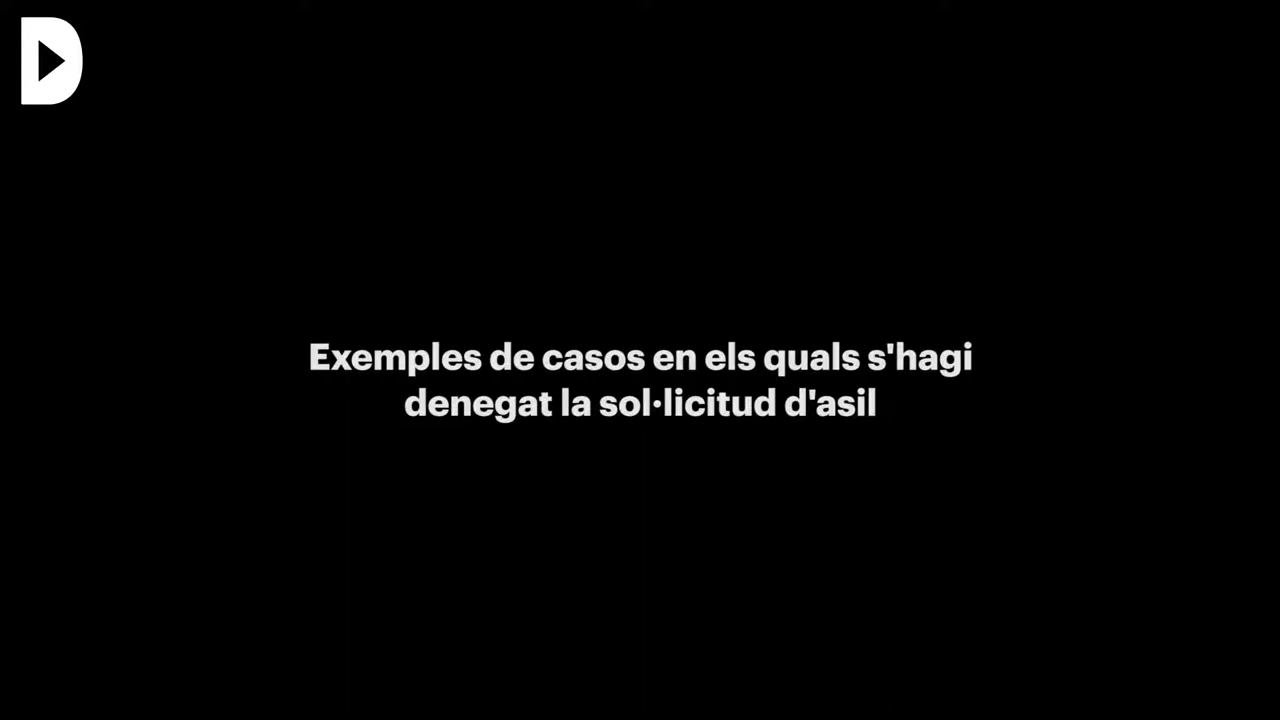 Exemples de casos en els quals s'hagi
denegat la sol·licitud d'asil